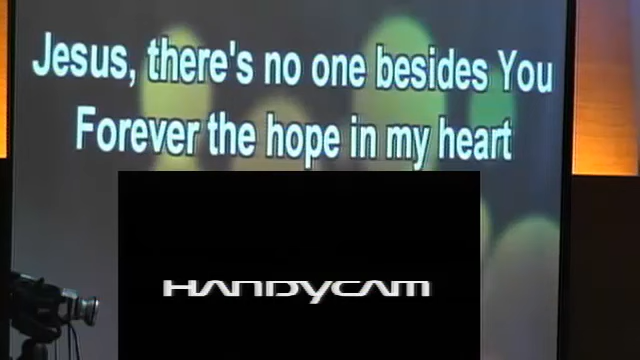 Jesus, there's no one besides You
Forever the hope in my heart
HANDYCAM